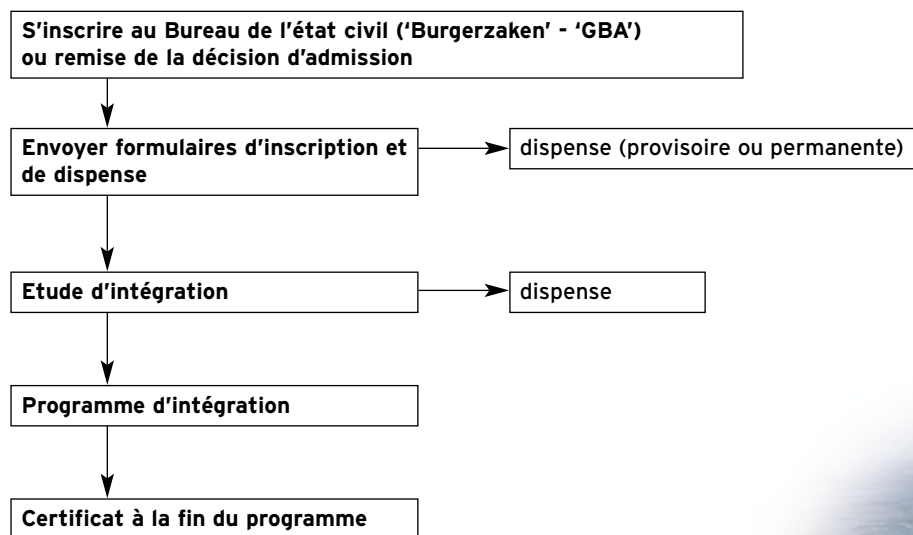 S’inscrire au Bureau de l’état civil (‘Burgerzaken’ - ‘GBA’)
ou remise de la décision d’admission
Envoyer formulaires d’inscription et
de dispense
dispense (provisoire ou permanente)
Etude d’intégration
dispense
Programme d’intégration
Certificat à la fin du programme